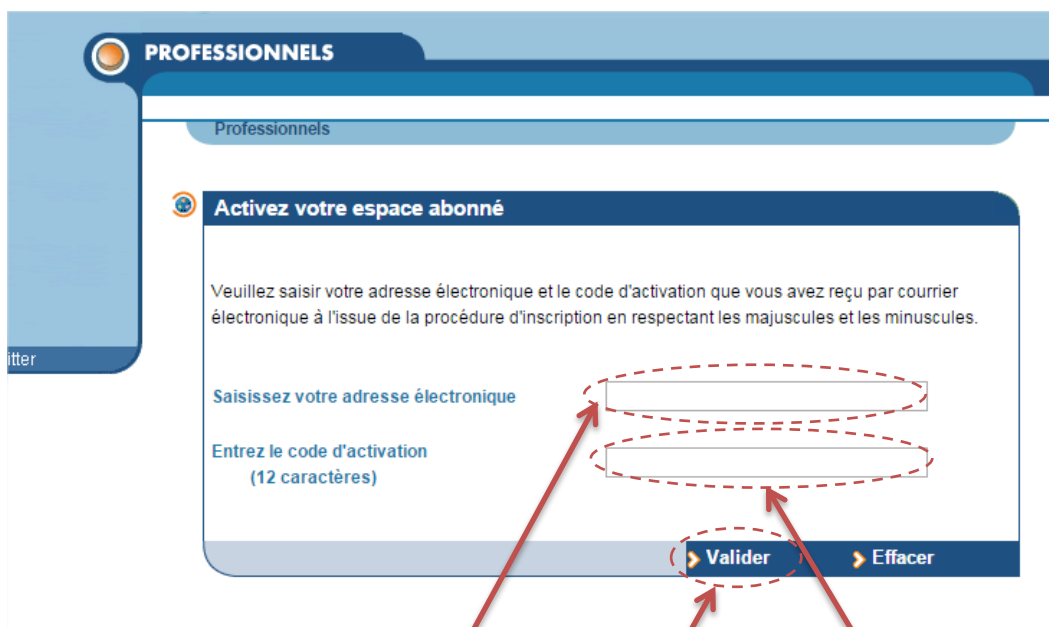 PROFESSIONNELS
Professionnels
Activez votre espace abonné
Veuillez saisir votre adresse électronique et le code d'activation que vous avez reçu par courrier
électronique à l'issue de la procédure d'inscription en respectant les majuscules et les minuscules.
itter
Saisissez votre adresse électronique
Entrez le code d'activation
(12 caractères)
Valider
Effacer